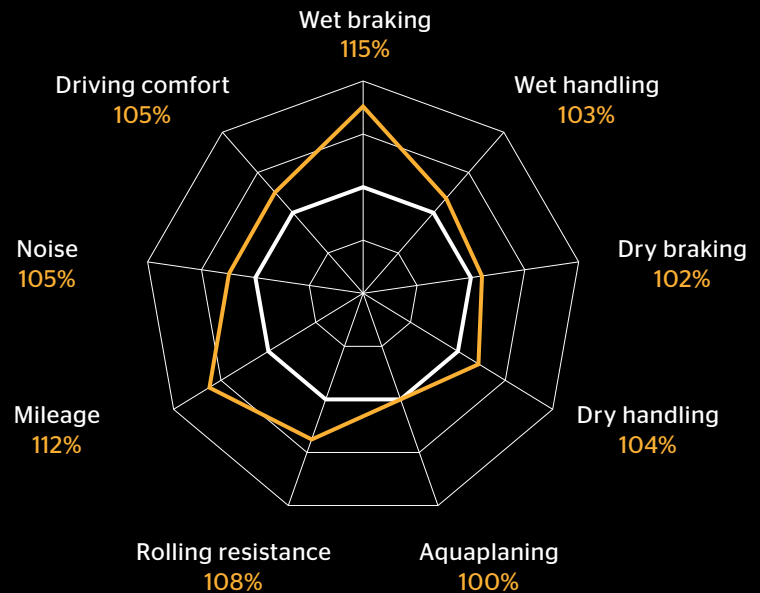 Wet braking
115%
Wet handling
103%
Dry braking
102%
Dry handling
104%
Aquaplaning
100%
Rolling resistance
108%
Mileage
112%
Noise
105%
Driving comfort
105%